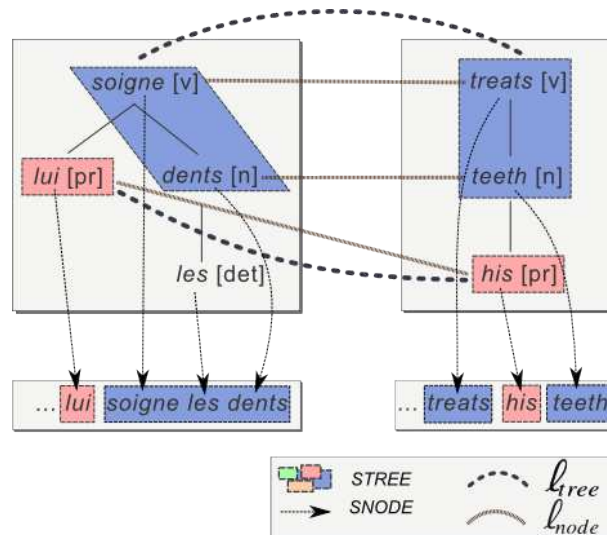 soigne [v]
treats [v]
lui [pr]
dents [n]
teeth [n]
les [det]
his [pr]
... lui soigne les dents
... treats his teeth
STREE ℓtree
SNODE ℓnode